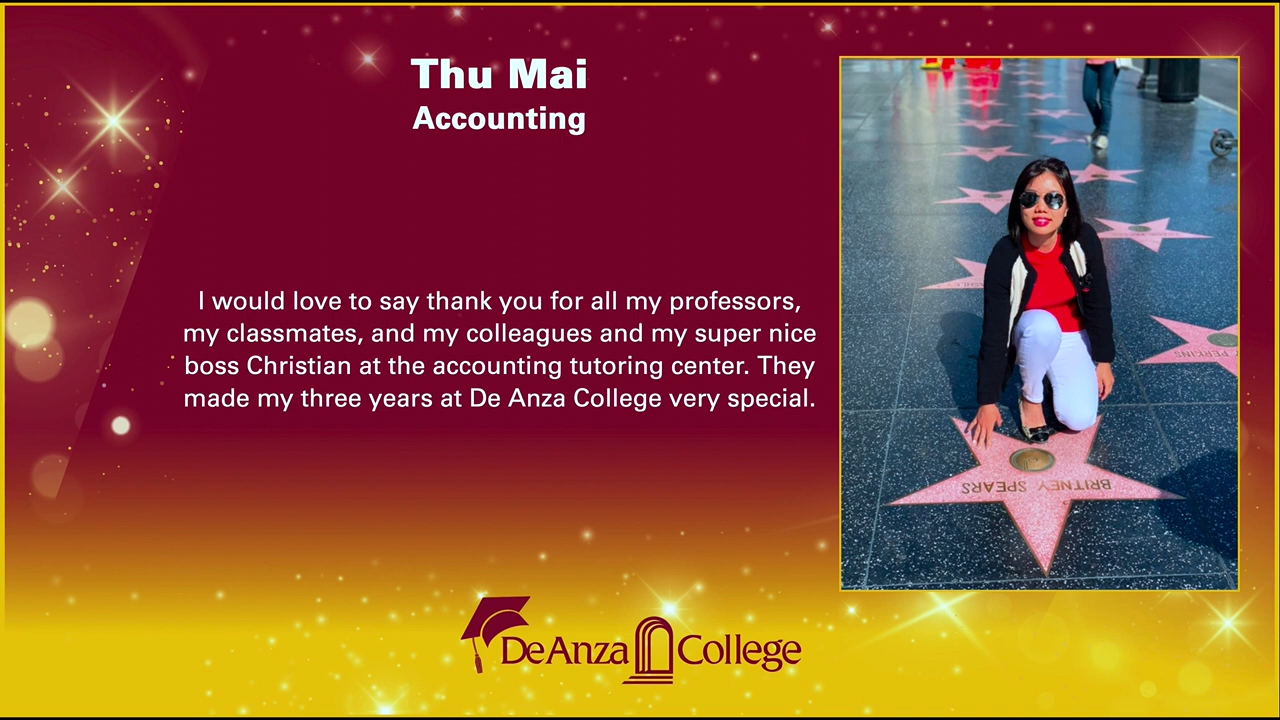 Thu Mai
Accounting
I would love to say thank you for all my professors,
my classmates, and my colleagues and my super nice
boss Christian at the accounting tutoring center. They
made my three years at De Anza College very special.
PERKINS
BRITNEY SPEARS
De Anza College